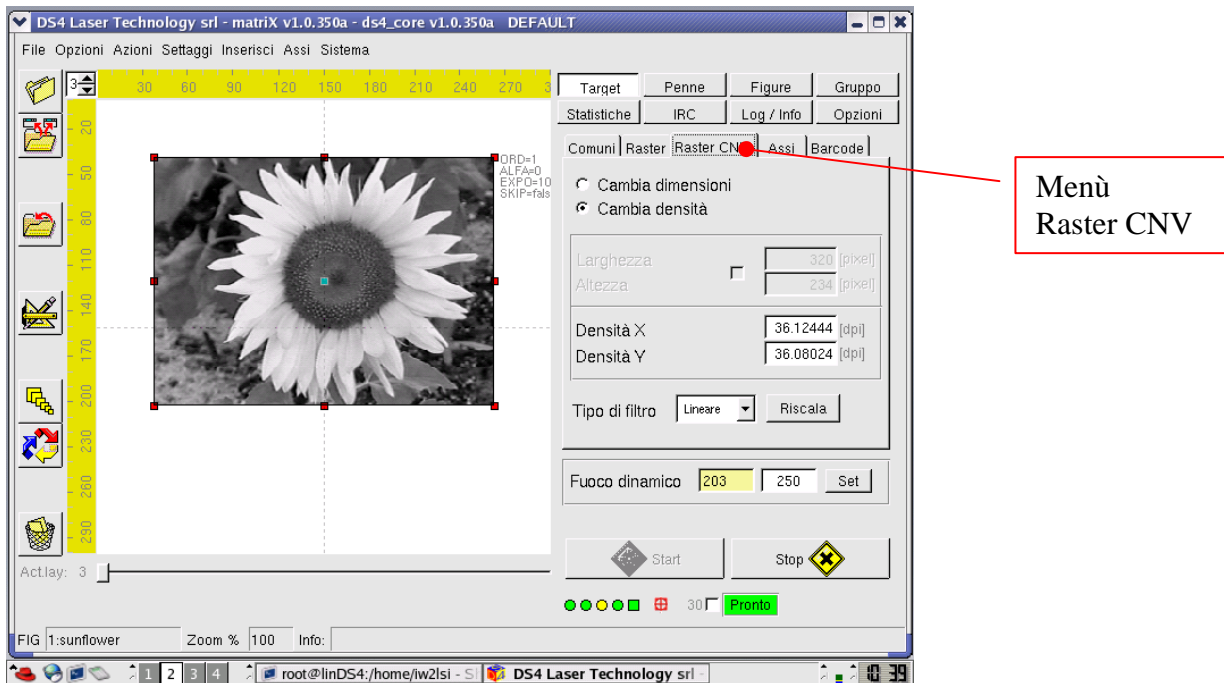 DS4 Laser Technology srl - matriX v1.0.350a - ds4_core v1.0.350a DEFAULT
File Opzioni Azioni Settaggi Inserisci Assi Sistema
3 30 60 90 120 150 180 210 240 270 3
20
50
80
110
140
170
200
230
260
290
ORD=1
ALFA=0
EXPO=10
SKIP=fals
Target Penne Figure Gruppo
Statistiche IRC Log / Info Opzioni
Comuni Raster Raster CNV Assi Barcode
Cambia dimensioni
Cambia densità
Larghezza 320 [pixel]
Altezza 234 [pixel]
Densità X 36.12444 [dpi]
Densità Y 36.08024 [dpi]
Tipo di filtro Lineare Riscala
Fuoco dinamico 203 250 Set
Start Stop
30 Pronto
Act.lay: 3
FIG 1:sunflower Zoom % 100 Info:
1 2 3 4 root@linDS4:/home/iw2lsi - S DS4 Laser Technology srl - 10 39
Menù
Raster CNV